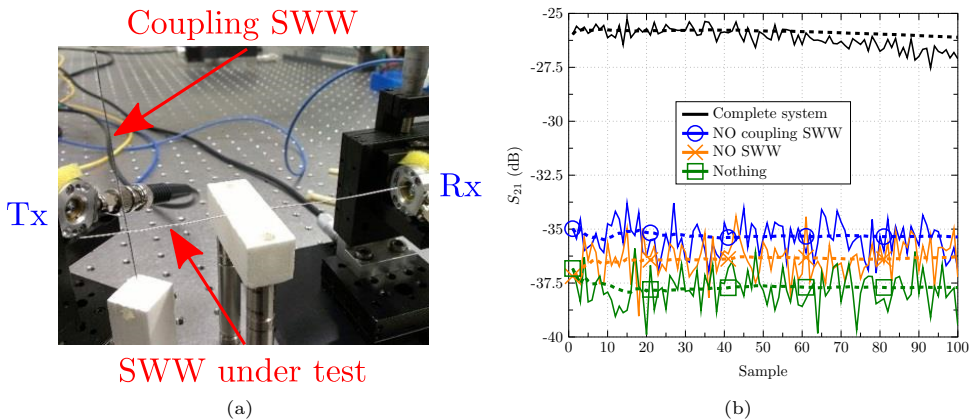 Coupling SWW
Tx
Rx
SWW under test
(a)
-25
-27.5
-30
-32.5
-35
-37.5
-40
S21 (dB)
Complete system
NO coupling SWW
NO SWW
Nothing
0 10 20 30 40 50 60 70 80 90 100
Sample
(b)